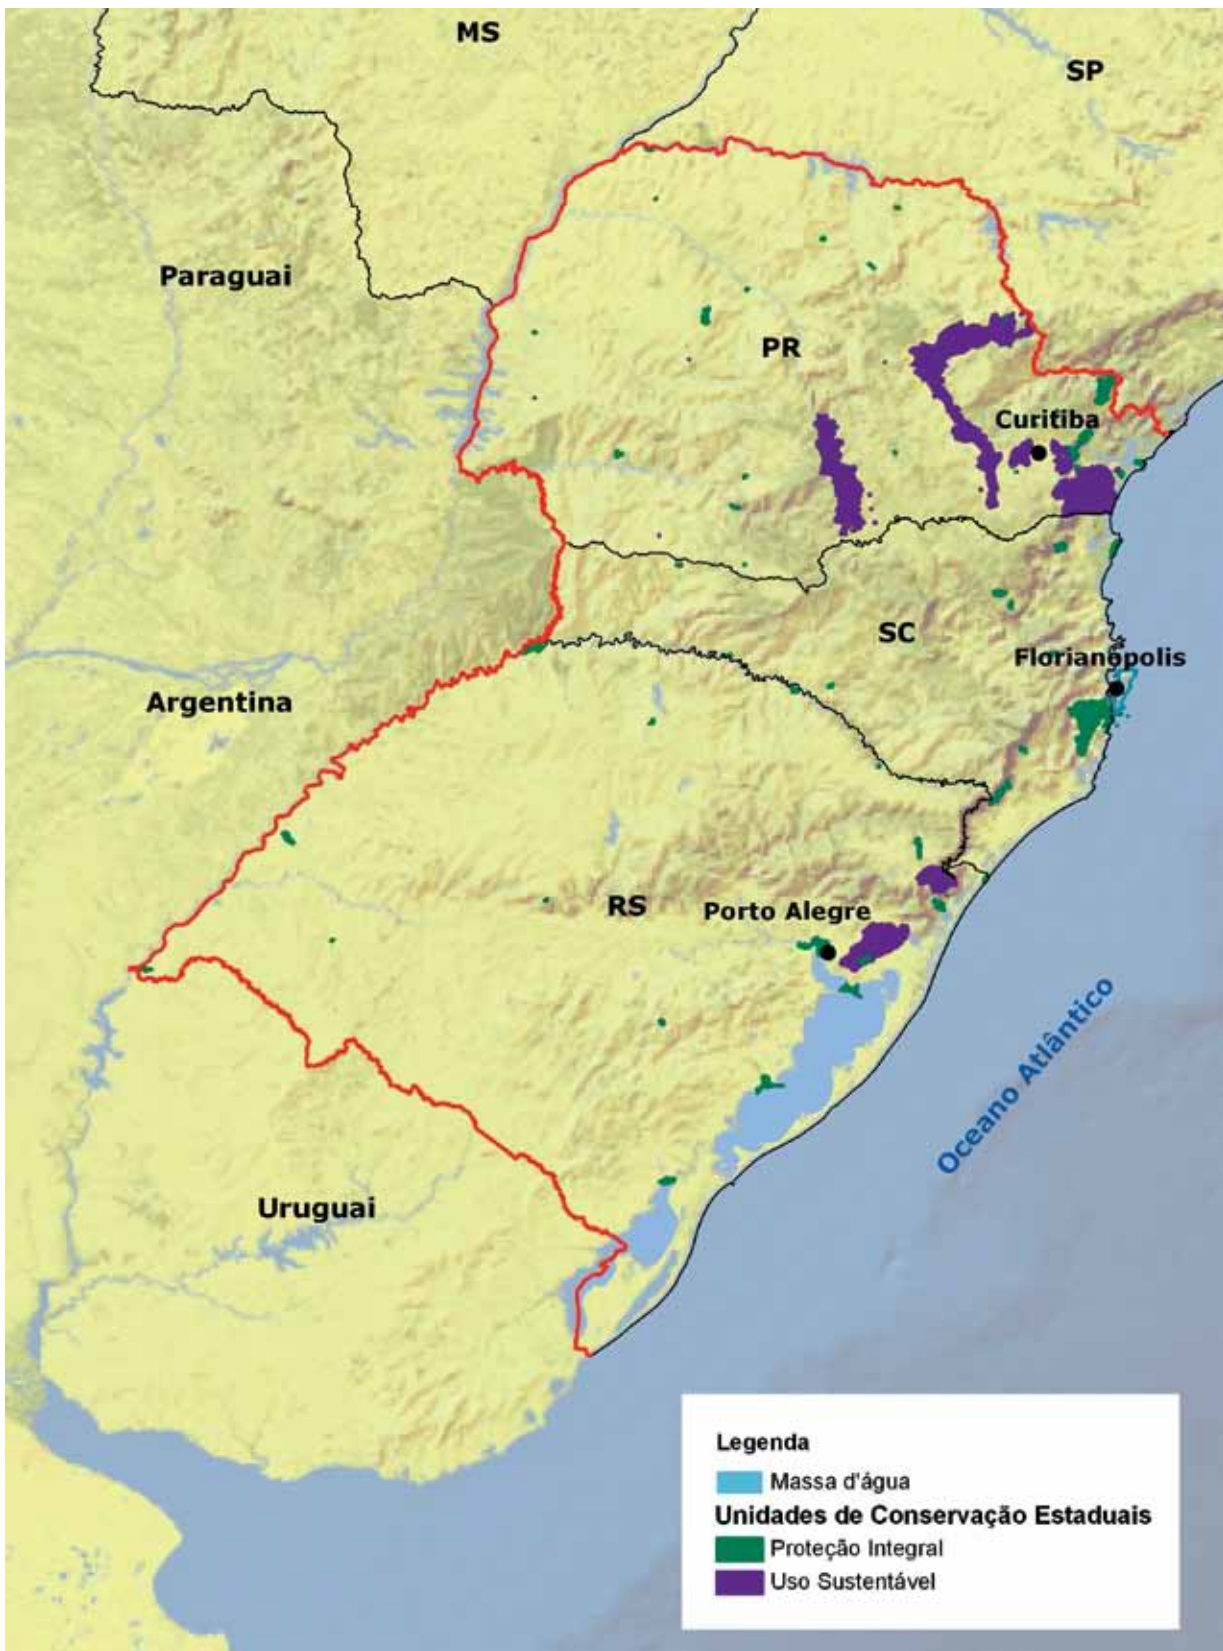 MS
SP
Paraguai
PR
Curitiba
SC
Florianópolis
Argentina
RS
Porto Alegre
Oceano Atlântico
Uruguai
Legenda
Massa d'água
Unidades de Conservação Estaduais
Proteção Integral
Uso Sustentável